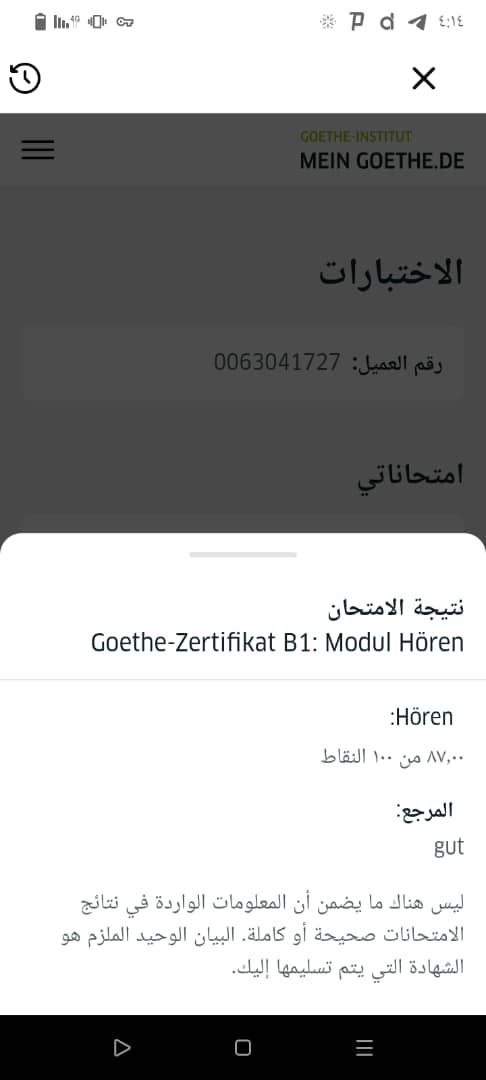 ٤:١٤
4G
GOETHE-INSTITUT
MEIN GOETHE.DE
الاختبارات
رقم العميل: 0063041727
امتحاناتي
نتيجة الامتحان
Goethe-Zertifikat B1: Modul Hören
Hören:
٨٧,٠٠ من ١٠٠ النقاط
المرجع:
gut
ليس هناك ما يضمن أن المعلومات الواردة في نتائج
الامتحانات صحيحة أو كاملة. البيان الوحيد الملزم هو
الشهادة التي يتم تسليمها إليك.